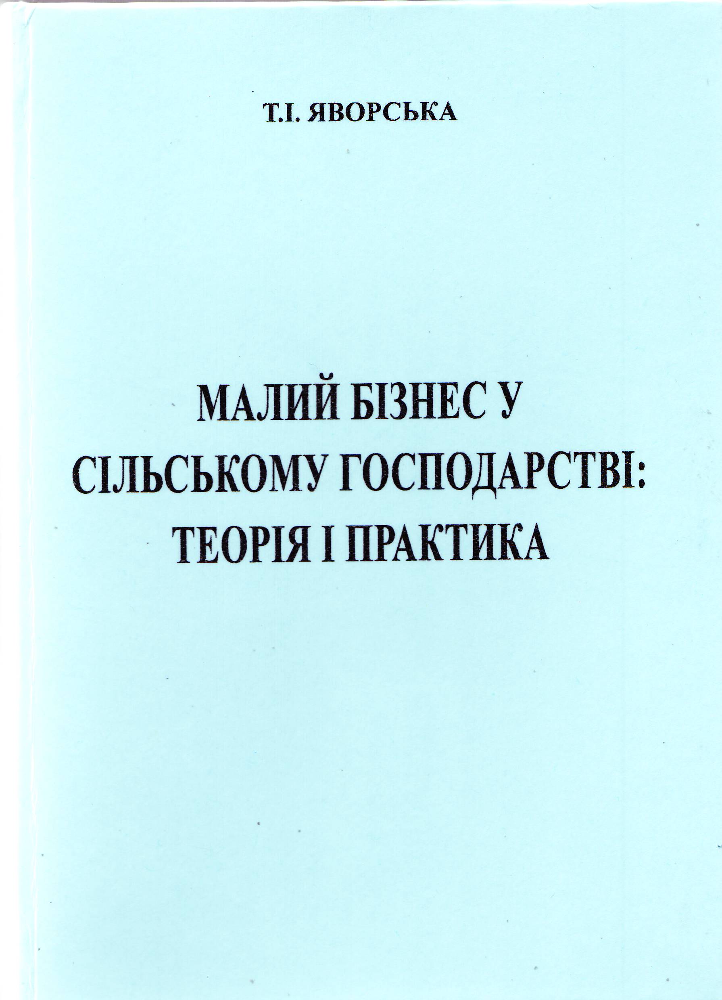 Т.І. ЯВОРСЬКА
МАЛИЙ БІЗНЕС У
СІЛЬСЬКОМУ ГОСПОДАРСТВІ:
ТЕОРІЯ І ПРАКТИКА